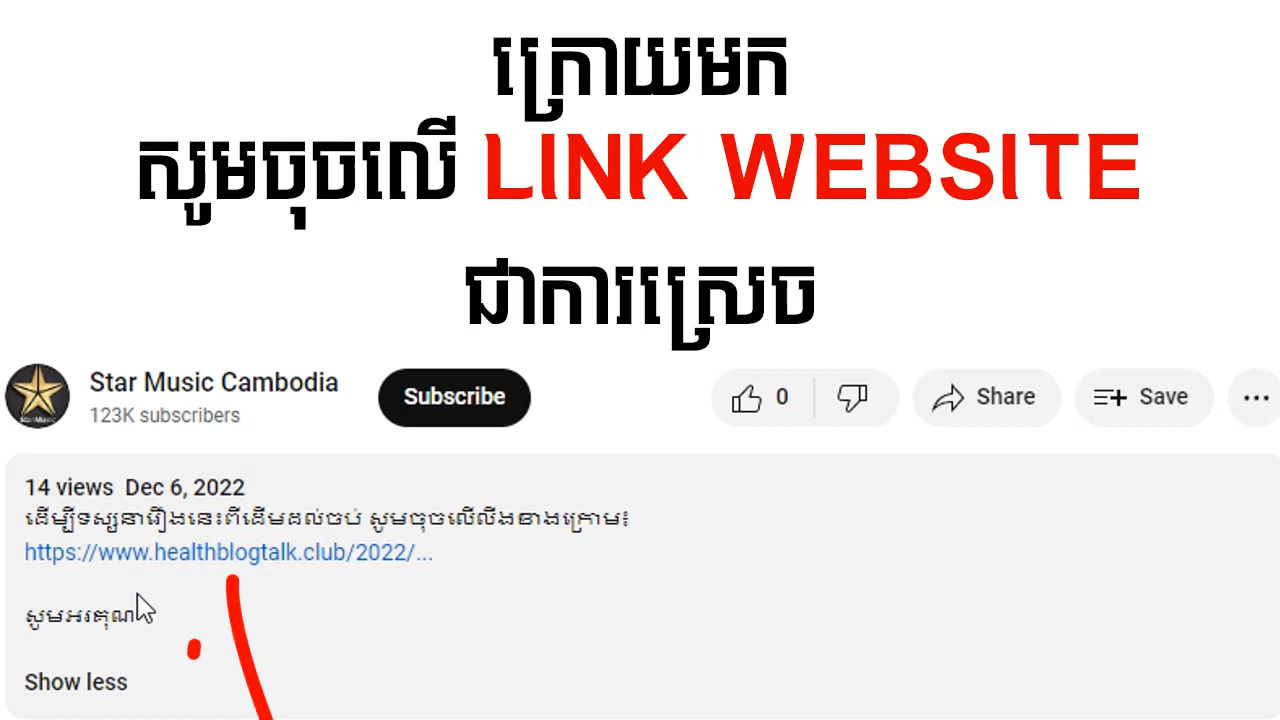 ក្រោយមក
សូមចុចលើ LINK WEBSITE
ជាការស្រេច
Star Music Cambodia
123K subscribers
Subscribe
0
Share
Save
14 views Dec 6, 2022
ដើម្បីទស្សនារឿងនេះពីដើមដល់ចប់ សូមចុចលើលីងខាងក្រោម៖
https://www.healthblogtalk.club/2022/...
សូមអរគុណ
Show less